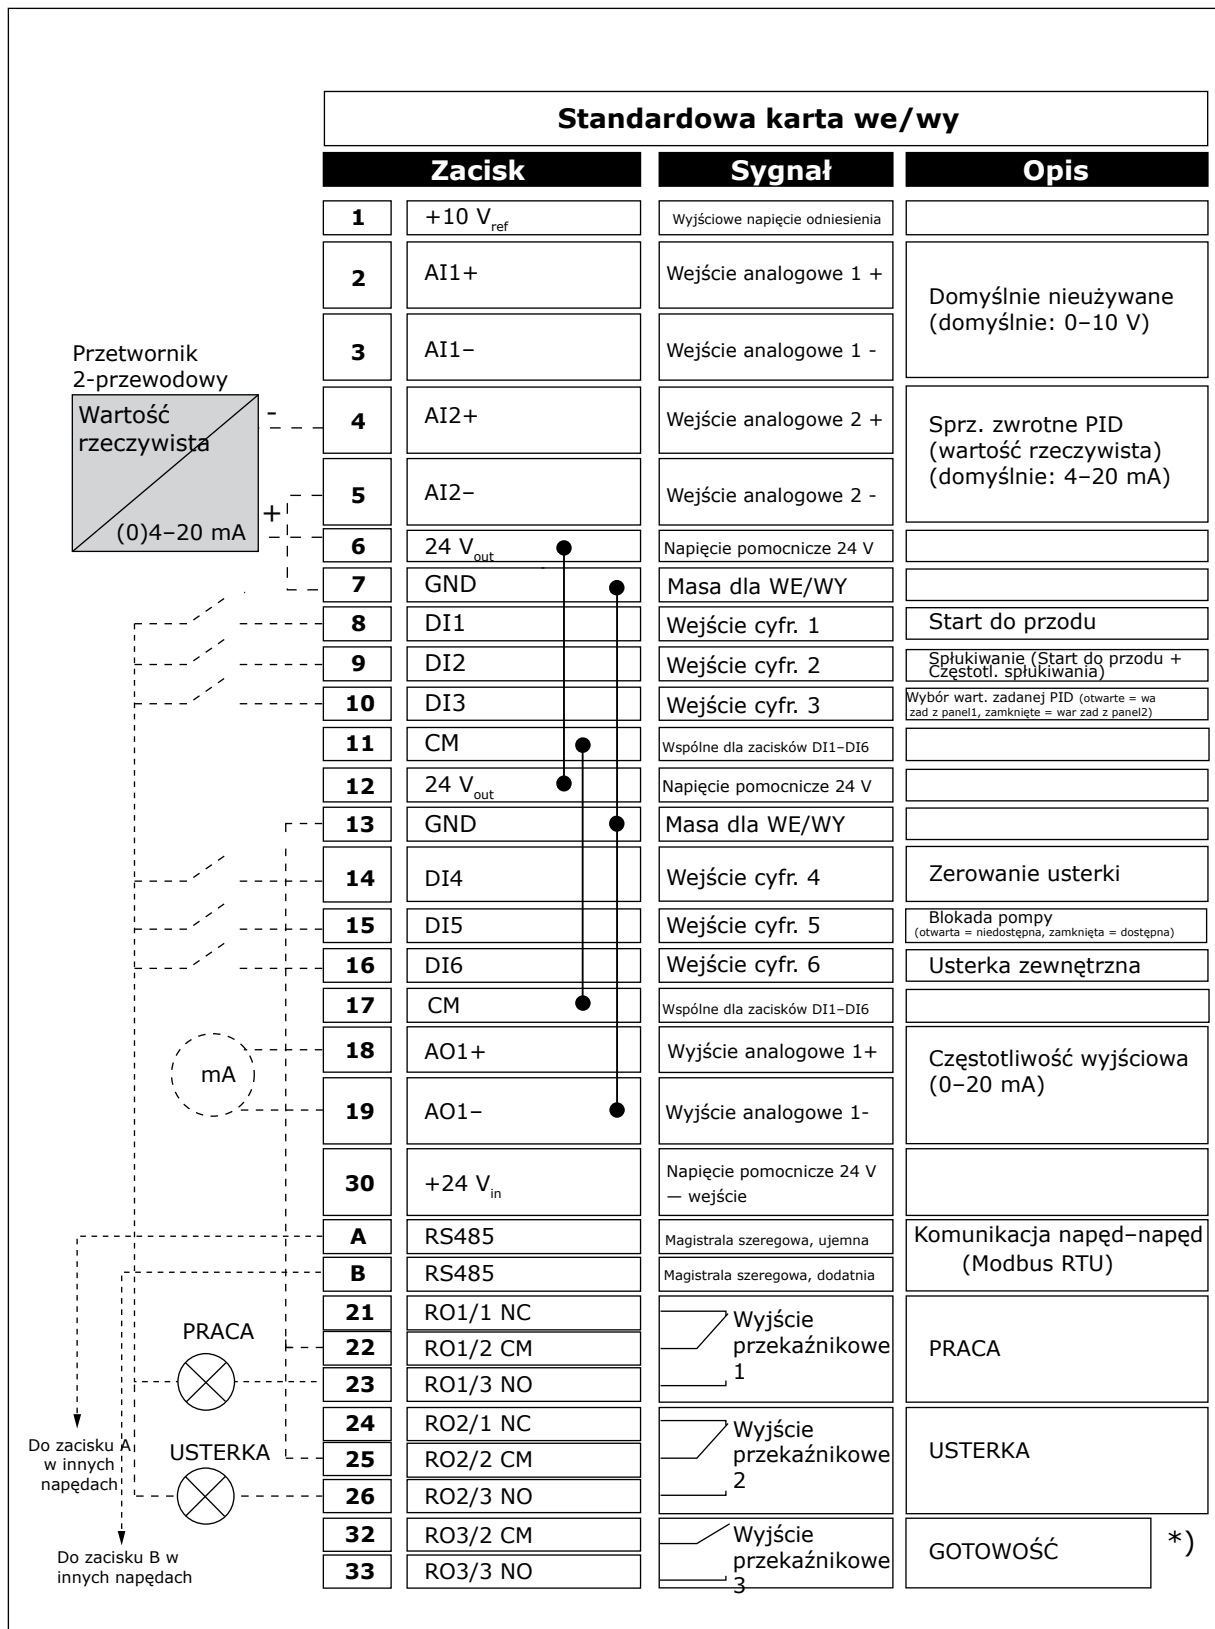 Standardowa karta we/wy
Zacisk Sygnał Opis
1 +10 Vref Wyjściowe napięcie odniesienia
2 AI1+ Wejście analogowe 1 +
Domyślnie nieużywane
(domyślnie: 0–10 V)
3 AI1– Wejście analogowe 1 -
Przetwornik
2-przewodowy
Wartość
rzeczywista
-
+
(0)4–20 mA
4 AI2+ Wejście analogowe 2 +
Sprz. zwrotne PID
(wartość rzeczywista)
(domyślnie: 4–20 mA)
5 AI2– Wejście analogowe 2 -
6 24 Vout Napięcie pomocnicze 24 V
7 GND Masa dla WE/WY
8 DI1 Wejście cyfr. 1 Start do przodu
9 DI2 Wejście cyfr. 2 Spłukiwanie (Start do przodu +
Częstotl. spłukiwania)
10 DI3 Wejście cyfr. 3 Wybór wart. zadanej PID (otwarte = wa
zad z panel1, zamknięte = war zad z panel2)
11 CM Wspólne dla zacisków DI1–DI6
12 24 Vout Napięcie pomocnicze 24 V
13 GND Masa dla WE/WY
14 DI4 Wejście cyfr. 4 Zerowanie usterki
15 DI5 Wejście cyfr. 5 Blokada pompy
(otwarta = niedostępna, zamknięta = dostępna)
16 DI6 Wejście cyfr. 6 Usterka zewnętrzna
17 CM Wspólne dla zacisków DI1–DI6
mA
18 AO1+ Wyjście analogowe 1+
Częstotliwość wyjściowa
(0–20 mA)
19 AO1– Wyjście analogowe 1-
30 +24 Vin Napięcie pomocnicze 24 V
— wejście
A RS485 Magistrala szeregowa, ujemna
Komunikacja napęd–napęd
(Modbus RTU)
B RS485 Magistrala szeregowa, dodatnia
21 RO1/1 NC
22 RO1/2 CM
23 RO1/3 NO
Wyjście
przekaźnikowe
1
PRACA
PRACA
24 RO2/1 NC
25 RO2/2 CM
26 RO2/3 NO
Wyjście
przekaźnikowe
2
USTERKA
USTERKA
Do zacisku A
w innych
napędach
32 RO3/2 CM
33 RO3/3 NO
Wyjście
przekaźnikowe
3
GOTOWOŚĆ
*)
Do zacisku B w
innych napędach